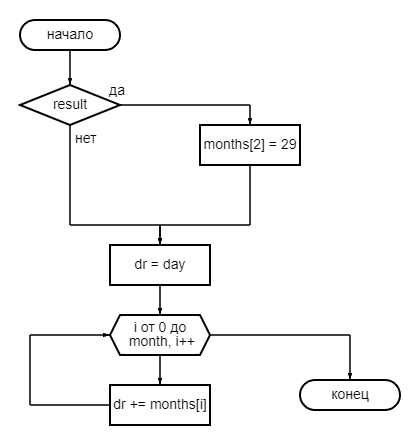 начало
да
result
нет
months[2] = 29
dr = day
i от 0 до
month, i++
dr += months[i]
конец